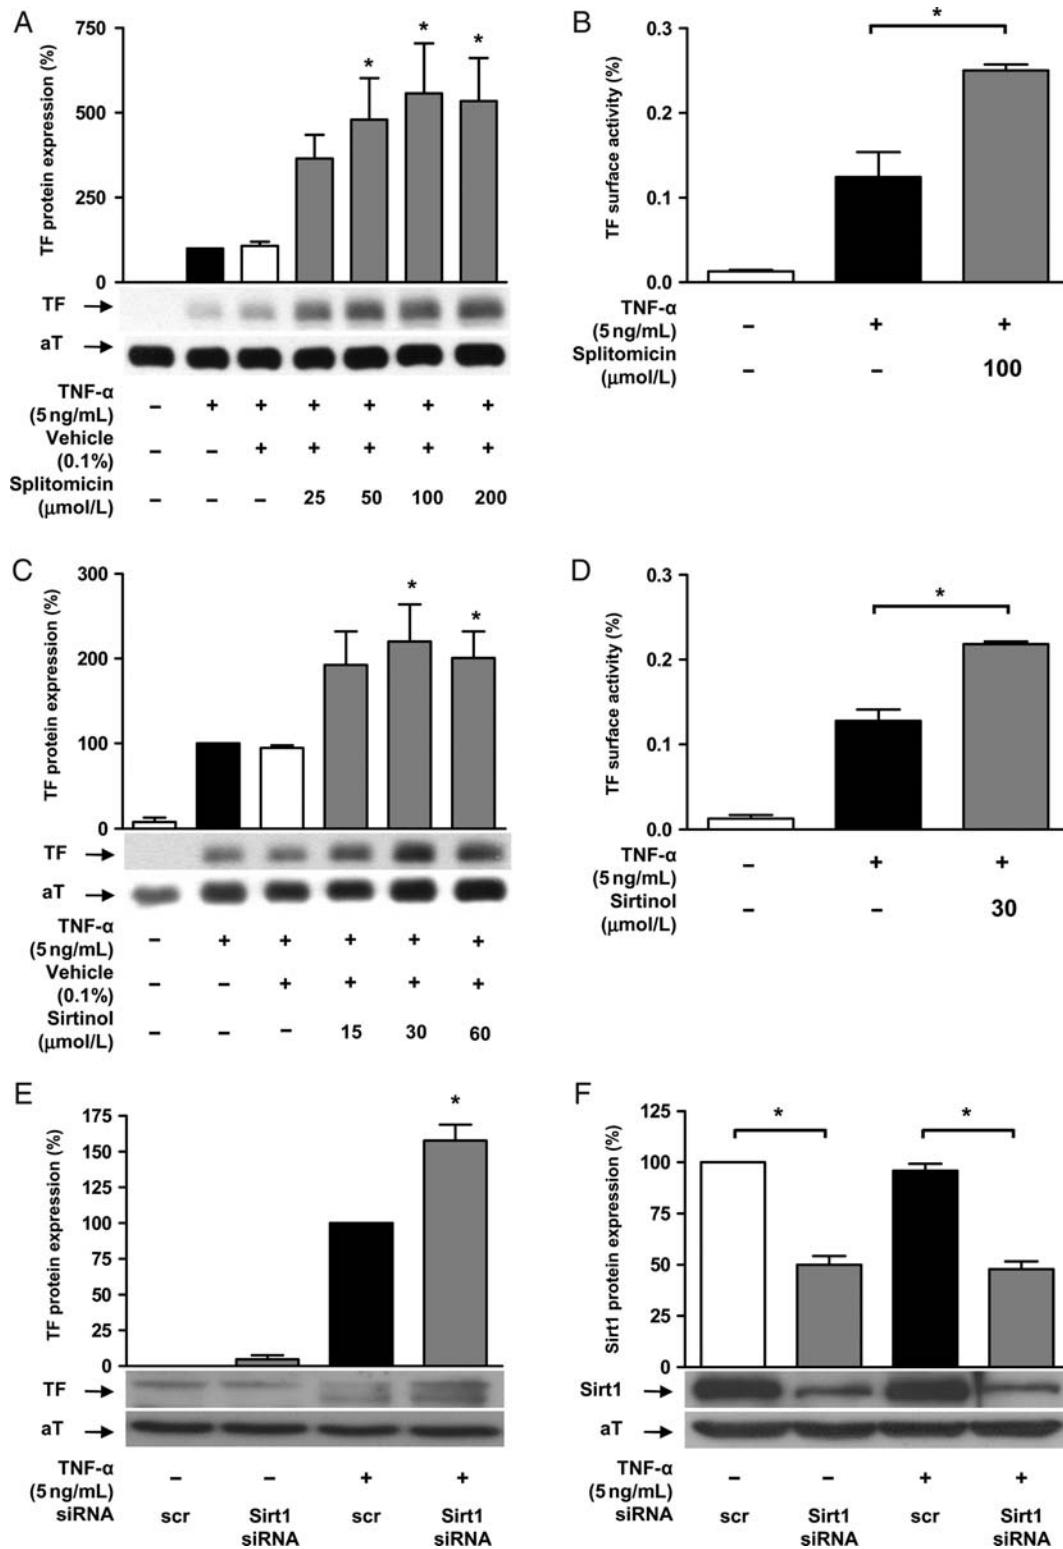 A
B
TF protein expression (%)
750
500
250
0
* * *
TF
aT
TNF-α
(5 ng/mL)
– + + + + + +
Vehicle
(0.1%)
– – + + + + +
Splitomicin
(μmol/L)
– – – 25 50 100 200
TF surface activity (%)
0.3
0.2
0.1
0.0
*
TNF-α
(5 ng/mL)
– + +
Splitomicin
(μmol/L)
– – 100
C
D
TF protein expression (%)
300
200
100
0
* *
TF
aT
TNF-α
(5 ng/mL)
– + + + + +
Vehicle
(0.1%)
– – + + + +
Sirtinol
(μmol/L)
– – – 15 30 60
TF surface activity (%)
0.3
0.2
0.1
0.0
*
TNF-α
(5 ng/mL)
– + +
Sirtinol
(μmol/L)
– – 30
E
F
TF protein expression (%)
175
150
125
100
75
50
25
0
*
TF
aT
TNF-α
(5 ng/mL)
– – + +
siRNA
scr Sirt1 scr Sirt1
siRNA siRNA
Sirt1 protein expression (%)
125
100
75
50
25
0
* *
Sirt1
aT
TNF-α
(5 ng/mL)
– – + +
siRNA
scr Sirt1 scr Sirt1
siRNA siRNA